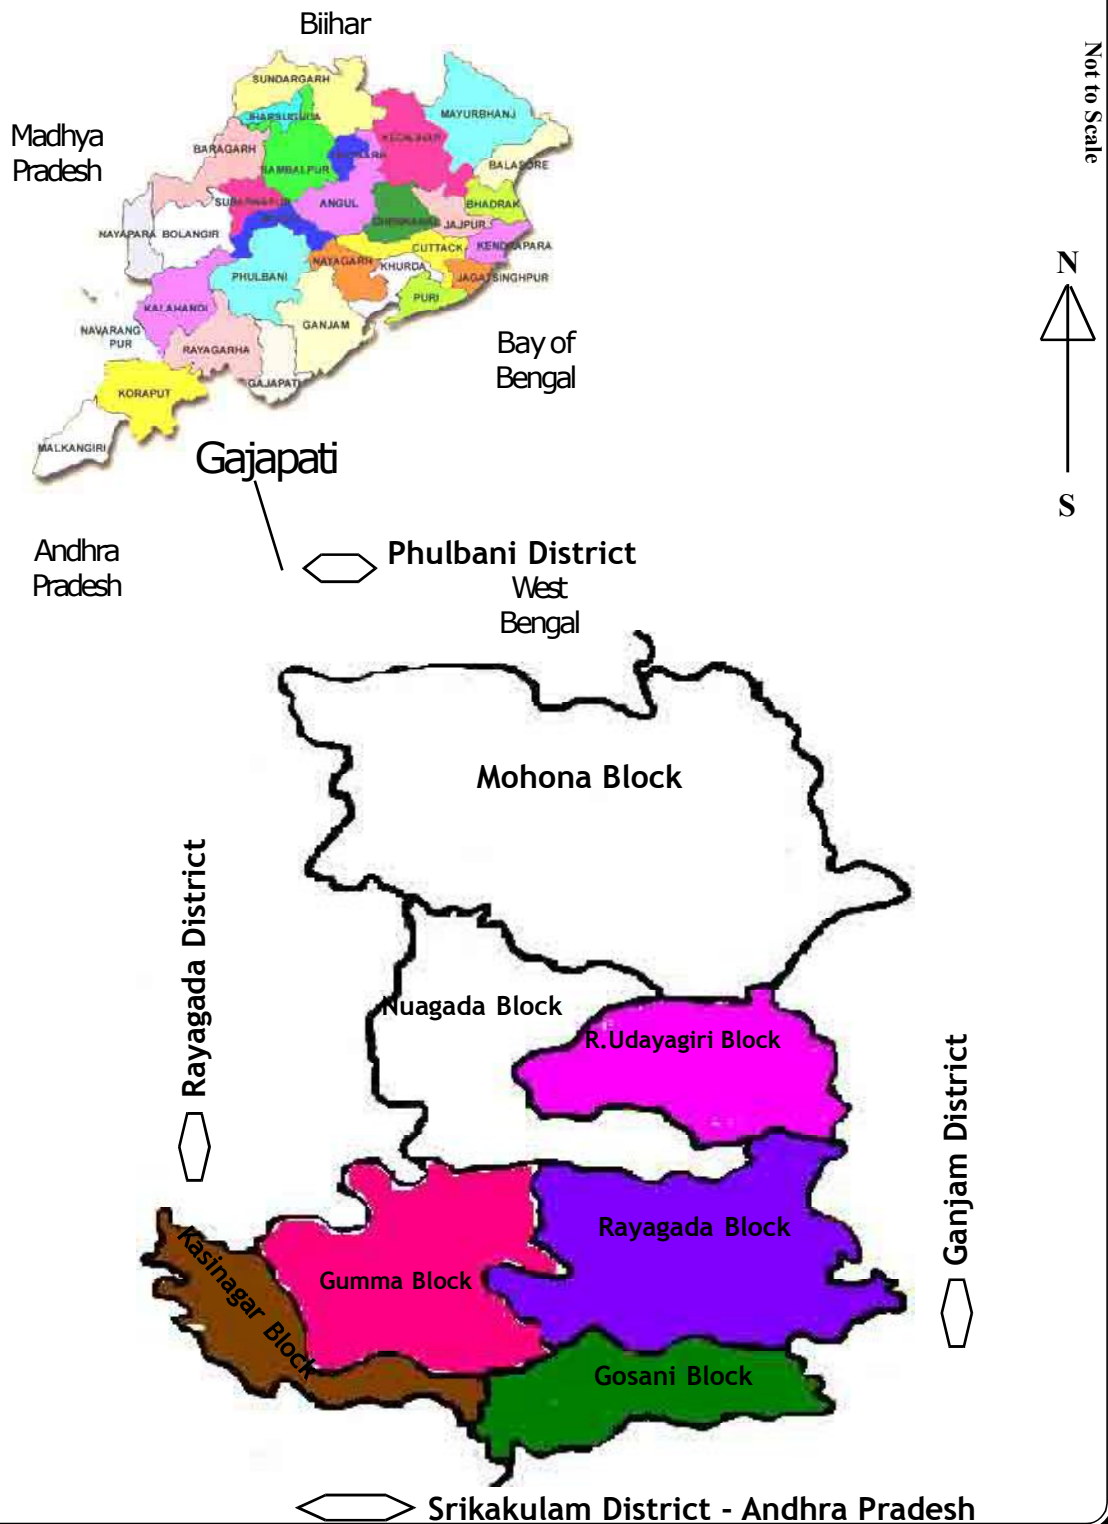 Biihar
Not to Scale
Madhya
Pradesh
SUNDARGARH
JHARSUGUDA
MAYURBHANJ
BARAGARH
SAMBALPUR
BALASORE
ANGUL
BHADRAK
JAJPUR
NAYAPARA
BOLANGIR
CUTTACK
KENDRAPARA
NAYAGARH
KHURDA
PHULBANI
JAGATSINGHPUR
PURI
KALAHANDI
GANJAM
NAVARANG
PUR
RAYAGARHA
GAJAPATI
KORAPUT
MALKANGIRI
Bay of
Bengal
N
S
Gajapati
Andhra
Pradesh
Phulbani District
West
Bengal
Mohona Block
Rayagada District
Nuagada Block
R.Udayagiri Block
Ganjam District
Rayagada Block
Kasinagar Block
Gumma Block
Gosani Block
Srikakulam District - Andhra Pradesh